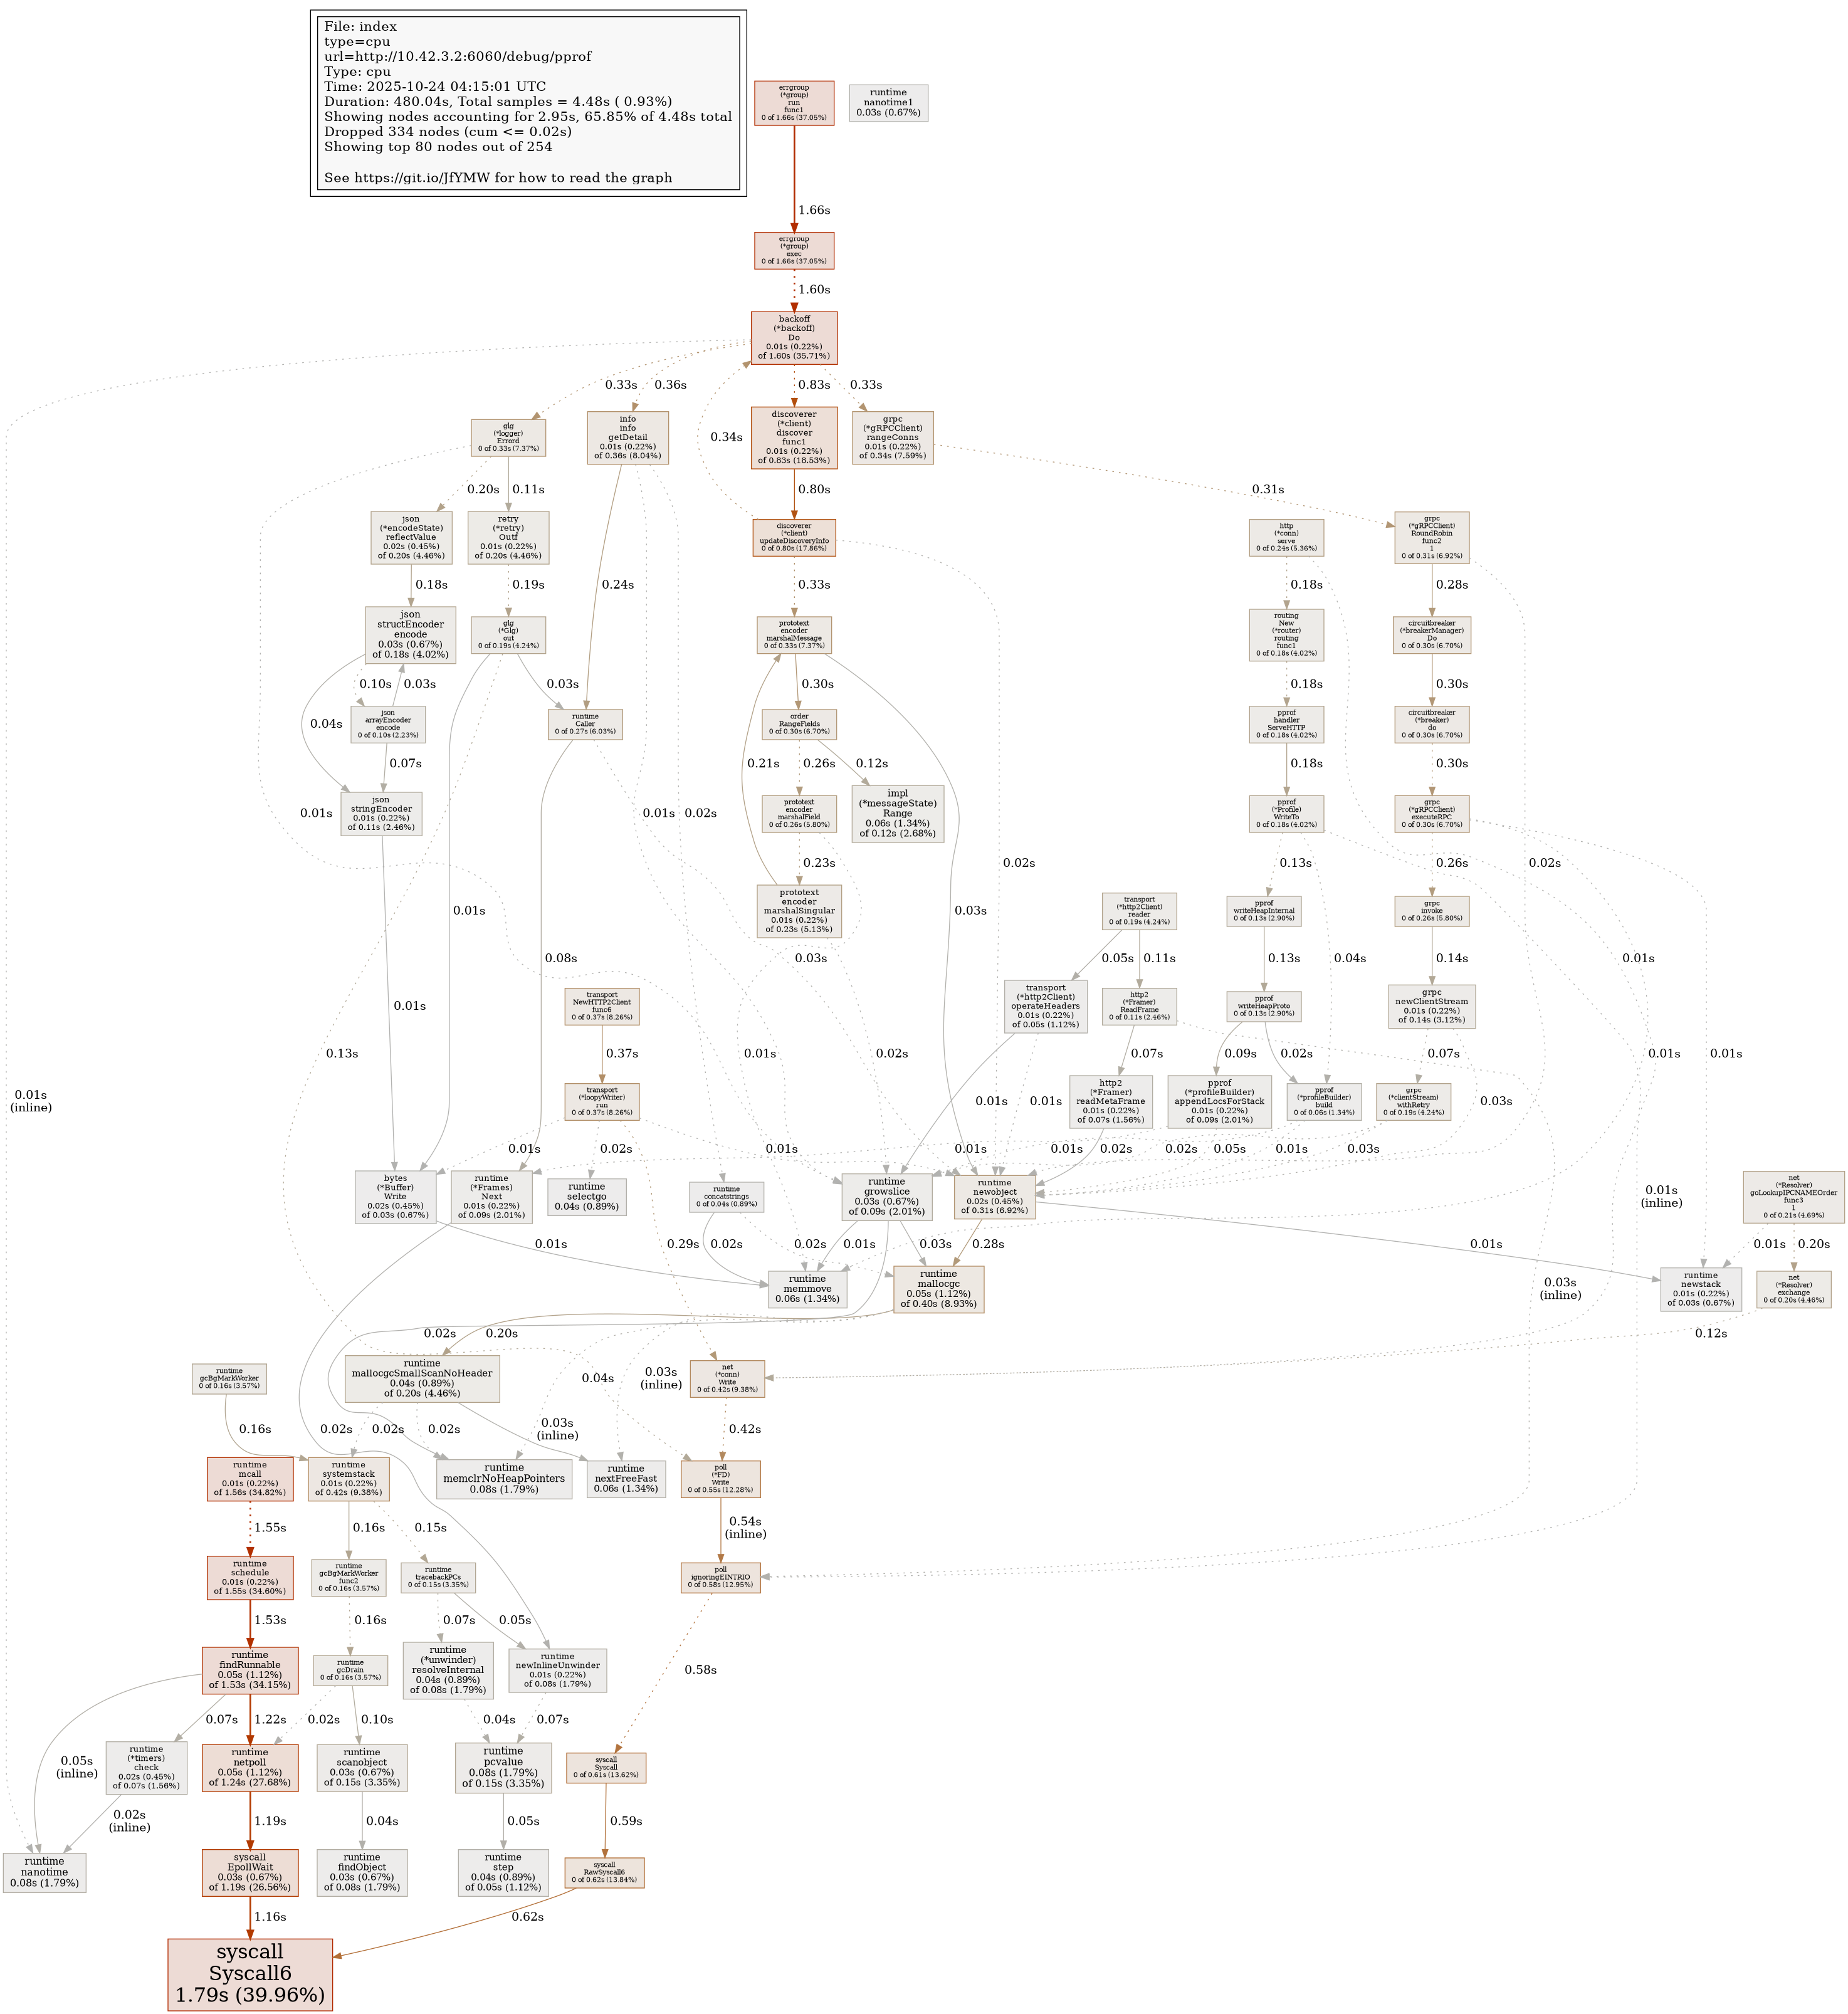 File: index
type=cpu
url=http://10.42.3.2:6060/debug/pprof
Type: cpu
Time: 2025-10-24 04:15:01 UTC
Duration: 480.04s, Total samples = 4.48s ( 0.93%)
Showing nodes accounting for 2.95s, 65.85% of 4.48s total
Dropped 334 nodes (cum <= 0.02s)
Showing top 80 nodes out of 254
See https://git.io/JfYMW for how to read the graph
errgroup
(*group)
run
func1
0 of 1.66s (37.05%)
runtime
nanotime1
0.03s (0.67%)
1.66s
errgroup
(*group)
exec
0 of 1.66s (37.05%)
1.60s
backoff
(*backoff)
Do
0.01s (0.22%)
of 1.60s (35.71%)
0.33s
0.36s
0.83s
0.33s
0.34s
glg
(*logger)
Errord
0 of 0.33s (7.37%)
info
info
getDetail
0.01s (0.22%)
of 0.36s (8.04%)
discoverer
(*client)
discover
func1
0.01s (0.22%)
of 0.83s (18.53%)
grpc
(*gRPCClient)
rangeConns
0.01s (0.22%)
of 0.34s (7.59%)
0.20s
0.11s
0.80s
0.31s
json
(*encodeState)
reflectValue
0.02s (0.45%)
of 0.20s (4.46%)
retry
(*retry)
Outf
0.01s (0.22%)
of 0.20s (4.46%)
discoverer
(*client)
updateDiscoveryInfo
0 of 0.80s (17.86%)
http
(*conn)
serve
0 of 0.24s (5.36%)
grpc
(*gRPCClient)
RoundRobin
func2
1
0 of 0.31s (6.92%)
0.18s
0.19s
0.24s
0.33s
0.18s
0.28s
json
structEncoder
encode
0.03s (0.67%)
of 0.18s (4.02%)
glg
(*Glg)
out
0 of 0.19s (4.24%)
prototext
encoder
marshalMessage
0 of 0.33s (7.37%)
routing
New
(*router)
routing
func1
0 of 0.18s (4.02%)
circuitbreaker
(*breakerManager)
Do
0 of 0.30s (6.70%)
0.10s
0.03s
0.03s
0.30s
0.18s
0.30s
0.04s
json
arrayEncoder
encode
0 of 0.10s (2.23%)
runtime
Caller
0 of 0.27s (6.03%)
order
RangeFields
0 of 0.30s (6.70%)
pprof
handler
ServeHTTP
0 of 0.18s (4.02%)
circuitbreaker
(*breaker)
do
0 of 0.30s (6.70%)
0.07s
0.21s
0.26s
0.12s
0.18s
0.30s
json
stringEncoder
0.01s (0.22%)
of 0.11s (2.46%)
0.01s
0.01s
0.02s
prototext
encoder
marshalField
0 of 0.26s (5.80%)
impl
(*messageState)
Range
0.06s (1.34%)
of 0.12s (2.68%)
pprof
(*Profile)
WriteTo
0 of 0.18s (4.02%)
grpc
(*gRPCClient)
executeRPC
0 of 0.30s (6.70%)
0.23s
0.02s
0.13s
0.26s
0.02s
prototext
encoder
marshalSingular
0.01s (0.22%)
of 0.23s (5.13%)
0.01s
0.03s
transport
(*http2Client)
reader
0 of 0.19s (4.24%)
pprof
writeHeapInternal
0 of 0.13s (2.90%)
grpc
invoke
0 of 0.26s (5.80%)
0.08s
0.03s
0.05s
0.11s
0.13s
0.04s
0.14s
0.01s
0.01s
transport
NewHTTP2Client
func6
0 of 0.37s (8.26%)
transport
(*http2Client)
operateHeaders
0.01s (0.22%)
of 0.05s (1.12%)
http2
(*Framer)
ReadFrame
0 of 0.11s (2.46%)
pprof
writeHeapProto
0 of 0.13s (2.90%)
grpc
newClientStream
0.01s (0.22%)
of 0.14s (3.12%)
0.13s
0.37s
0.01s
0.02s
0.07s
0.09s
0.02s
0.07s
0.01s
0.01s
0.01s
(inline)
transport
(*loopyWriter)
run
0 of 0.37s (8.26%)
0.01s
0.01s
http2
(*Framer)
readMetaFrame
0.01s (0.22%)
of 0.07s (1.56%)
pprof
(*profileBuilder)
appendLocsForStack
0.01s (0.22%)
of 0.09s (2.01%)
pprof
(*profileBuilder)
build
0 of 0.06s (1.34%)
grpc
(*clientStream)
withRetry
0 of 0.19s (4.24%)
0.03s
0.01s
0.02s
0.01s
0.01s
0.01s
0.02s
0.02s
0.05s
0.01s
0.03s
bytes
(*Buffer)
Write
0.02s (0.45%)
of 0.03s (0.67%)
runtime
(*Frames)
Next
0.01s (0.22%)
of 0.09s (2.01%)
runtime
selectgo
0.04s (0.89%)
runtime
concatstrings
0 of 0.04s (0.89%)
runtime
growslice
0.03s (0.67%)
of 0.09s (2.01%)
runtime
newobject
0.02s (0.45%)
of 0.31s (6.92%)
0.01s
(inline)
net
(*Resolver)
goLookupIPCNAMEOrder
func3
1
0 of 0.21s (4.69%)
0.01s
0.29s
0.02s
0.02s
0.01s
0.03s
0.28s
0.01s
0.01s
0.20s
runtime
memmove
0.06s (1.34%)
runtime
mallocgc
0.05s (1.12%)
of 0.40s (8.93%)
0.03s
(inline)
runtime
newstack
0.01s (0.22%)
of 0.03s (0.67%)
net
(*Resolver)
exchange
0 of 0.20s (4.46%)
0.02s
0.20s
0.12s
runtime
gcBgMarkWorker
0 of 0.16s (3.57%)
runtime
mallocgcSmallScanNoHeader
0.04s (0.89%)
of 0.20s (4.46%)
0.04s
0.03s
(inline)
net
(*conn)
Write
0 of 0.42s (9.38%)
0.16s
0.02s
0.02s
0.02s
0.03s
(inline)
0.42s
runtime
mcall
0.01s (0.22%)
of 1.56s (34.82%)
runtime
systemstack
0.01s (0.22%)
of 0.42s (9.38%)
runtime
memclrNoHeapPointers
0.08s (1.79%)
runtime
nextFreeFast
0.06s (1.34%)
poll
(*FD)
Write
0 of 0.55s (12.28%)
1.55s
0.16s
0.15s
0.54s
(inline)
runtime
schedule
0.01s (0.22%)
of 1.55s (34.60%)
runtime
gcBgMarkWorker
func2
0 of 0.16s (3.57%)
runtime
tracebackPCs
0 of 0.15s (3.35%)
poll
ignoringEINTRIO
0 of 0.58s (12.95%)
1.53s
0.16s
0.07s
0.05s
0.58s
runtime
findRunnable
0.05s (1.12%)
of 1.53s (34.15%)
runtime
gcDrain
0 of 0.16s (3.57%)
runtime
(*unwinder)
resolveInternal
0.04s (0.89%)
of 0.08s (1.79%)
runtime
newInlineUnwinder
0.01s (0.22%)
of 0.08s (1.79%)
0.07s
1.22s
0.02s
0.10s
0.04s
0.07s
0.05s
(inline)
runtime
(*timers)
check
0.02s (0.45%)
of 0.07s (1.56%)
runtime
netpoll
0.05s (1.12%)
of 1.24s (27.68%)
runtime
scanobject
0.03s (0.67%)
of 0.15s (3.35%)
runtime
pcvalue
0.08s (1.79%)
of 0.15s (3.35%)
syscall
Syscall
0 of 0.61s (13.62%)
0.02s
(inline)
1.19s
0.04s
0.05s
0.59s
runtime
nanotime
0.08s (1.79%)
syscall
EpollWait
0.03s (0.67%)
of 1.19s (26.56%)
runtime
findObject
0.03s (0.67%)
of 0.08s (1.79%)
runtime
step
0.04s (0.89%)
of 0.05s (1.12%)
syscall
RawSyscall6
0 of 0.62s (13.84%)
1.16s
0.62s
syscall
Syscall6
1.79s (39.96%)